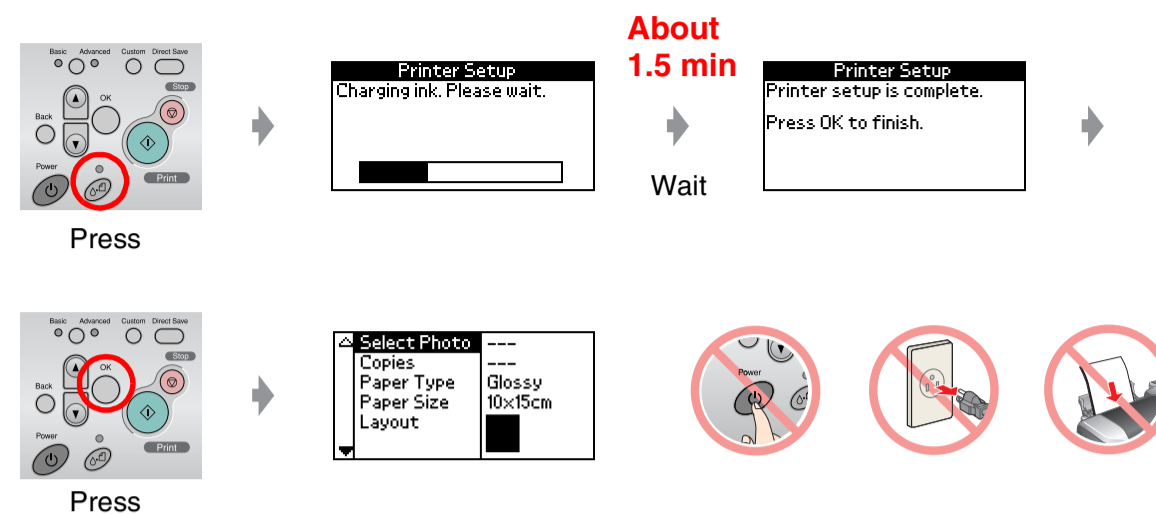 About
1.5 min
Basic Advanced Custom Direct Save
Stop
OK
Back
Power
Print
Press
Printer Setup
Charging ink. Please wait.
Wait
Printer Setup
Printer setup is complete.
Press OK to finish.
Basic Advanced Custom Direct Save
Stop
OK
Back
Power
Print
Press
Select Photo ---
Copies ---
Paper Type Glossy
Paper Size 10×15cm
Layout
Power